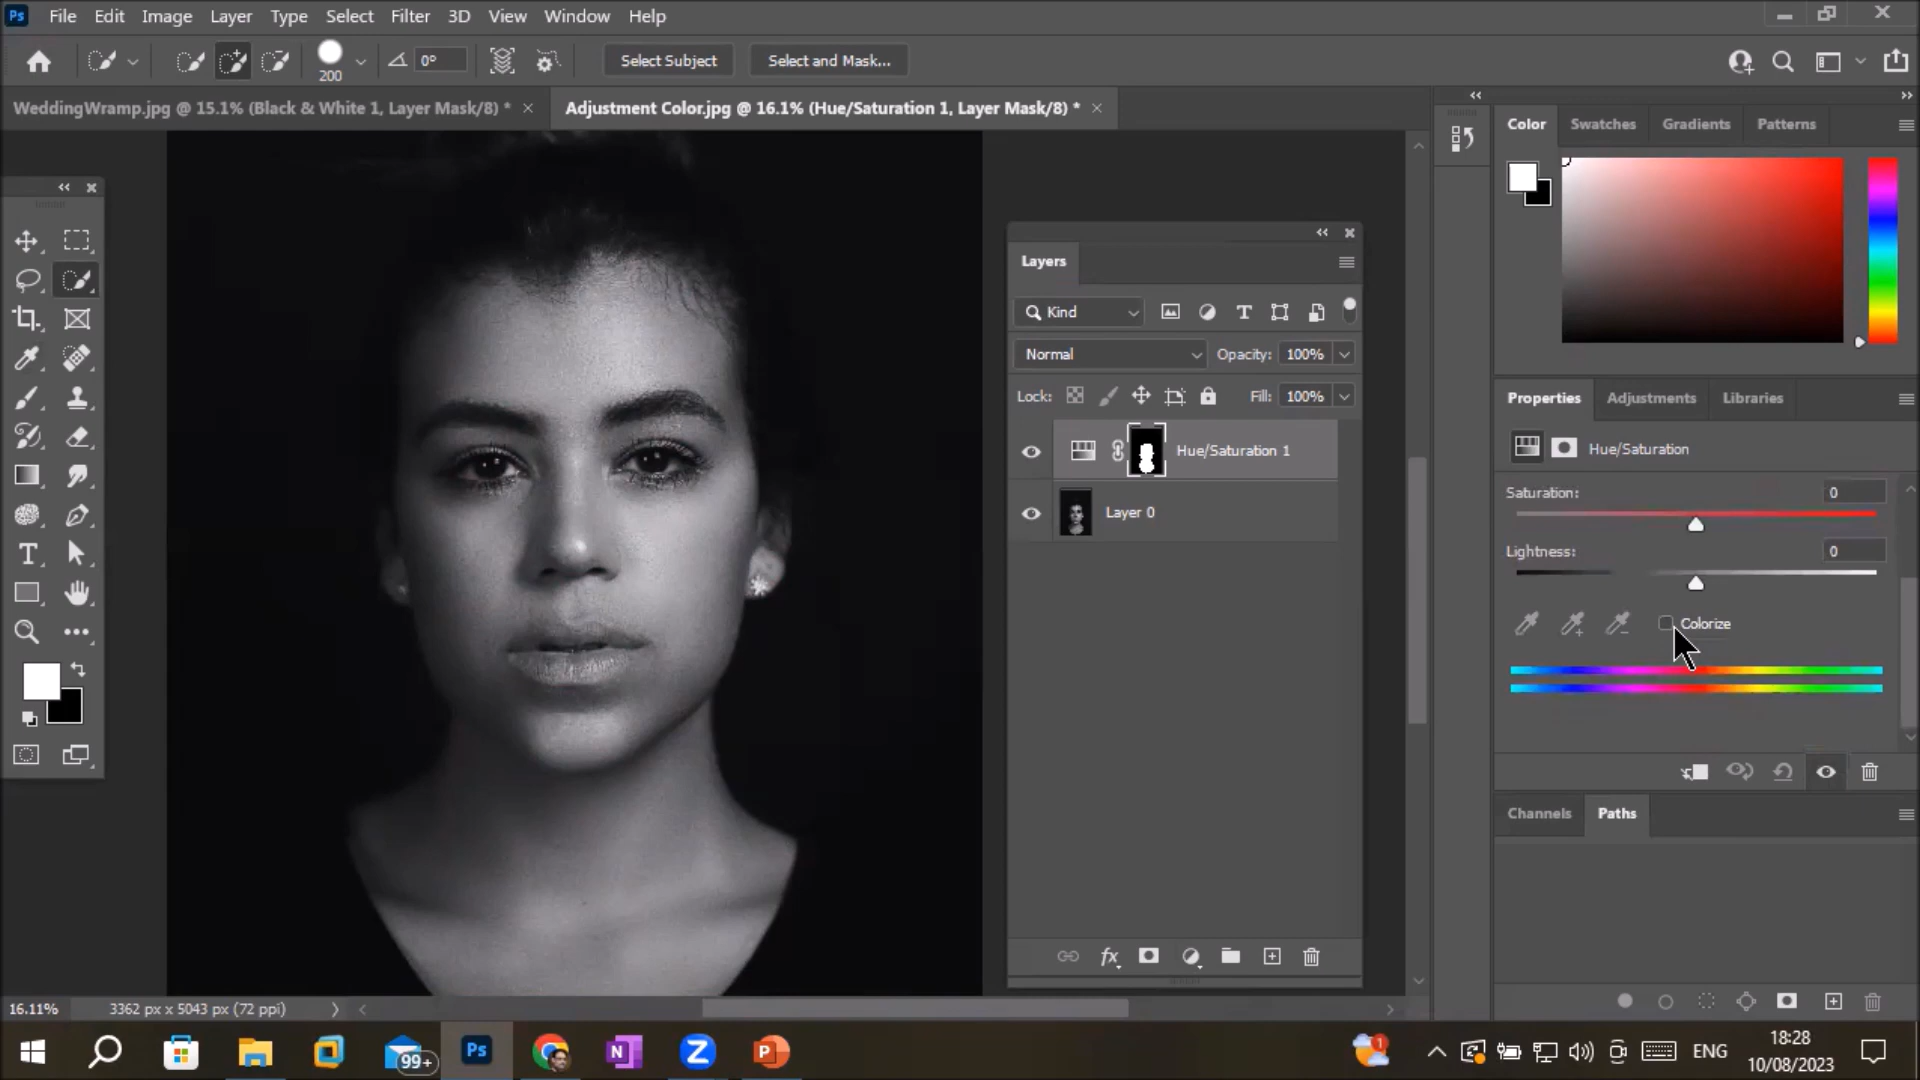 Ps File Edit Image Layer Type Select Filter 3D View Window Help
200 0° Select Subject Select and Mask...
WeddingWramp.jpg @ 15.1% (Black & White 1, Layer Mask/8) * Adjustment Color.jpg @ 16.1% (Hue/Saturation 1, Layer Mask/8) *
Color Swatches Gradients Patterns
Layers
Kind
Normal Opacity: 100%
Lock: Fill: 100%
Hue/Saturation 1
Layer 0
Properties Adjustments Libraries
Hue/Saturation
Saturation: 0
Lightness: 0
Colorize
Channels Paths
fx
16.11% 3362 px x 5043 px (72 ppi)
99+ Ps N Z P 1 ENG 18:28
10/08/2023